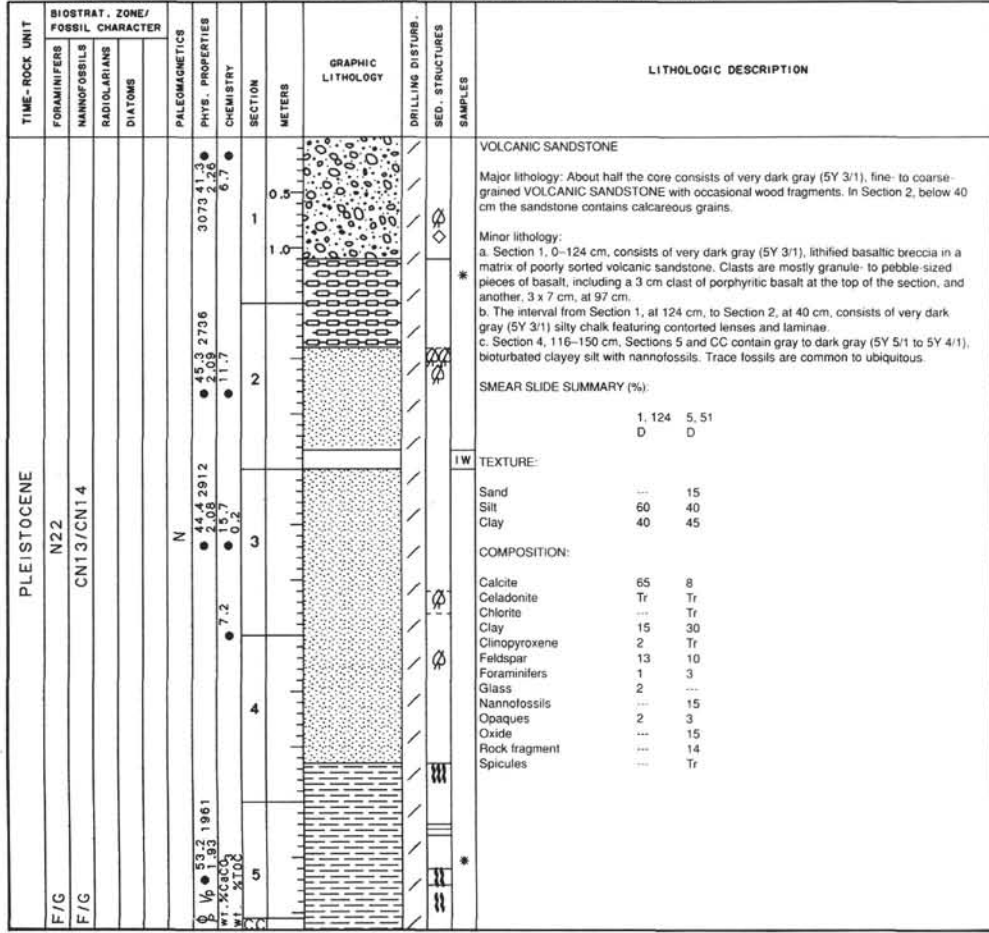 TIME-ROCK UNIT
BIOSTRAT. ZONE/
FOSSIL CHARACTER
FORAMINIFERS
NANNOFOSSILS
RADIOLARIANS
DIATOMS
PALEOMAGNETICS
PHYS. PROPERTIES
CHEMISTRY
SECTION
METERS
GRAPHIC
LITHOLOGY
DRILLING DISTURB.
SED. STRUCTURES
SAMPLES
LITHOLOGIC DESCRIPTION
PLEISTOCENE
N22
F/G
CN13/CN14
F/G
N
3073 41.3
2.26
6.7
45.3 2736
2.09
11.7
44.4 2912
2.08
15.7
0.2
7.2
φ Vp 53.2 1961
ρ 1.93
wt.%CaCO3
wt. %TOC
1
0.5
1.0
2
3
4
5
CC
*
IW
*
VOLCANIC SANDSTONE
Major lithology: About half the core consists of very dark gray (5Y 3/1), fine- to coarse-
grained VOLCANIC SANDSTONE with occasional wood fragments. In Section 2, below 40
cm the sandstone contains calcareous grains.
Minor lithology:
a. Section 1, 0–124 cm, consists of very dark gray (5Y 3/1), lithified basaltic breccia in a
matrix of poorly sorted volcanic sandstone. Clasts are mostly granule- to pebble-sized
pieces of basalt, including a 3 cm clast of porphyritic basalt at the top of the section, and
another, 3 x 7 cm, at 97 cm.
b. The interval from Section 1, at 124 cm, to Section 2, at 40 cm, consists of very dark
gray (5Y 3/1) silty chalk featuring contorted lenses and laminae.
c. Section 4, 116–150 cm, Sections 5 and CC contain gray to dark gray (5Y 5/1 to 5Y 4/1),
bioturbated clayey silt with nannofossils. Trace fossils are common to ubiquitous.
SMEAR SLIDE SUMMARY (%):
1, 124 5, 51
D D
TEXTURE:
Sand --- 15
Silt 60 40
Clay 40 45
COMPOSITION:
Calcite 65 8
Celadonite Tr Tr
Chlorite --- Tr
Clay 15 30
Clinopyroxene 2 Tr
Feldspar 13 10
Foraminifers 1 3
Glass 2 ---
Nannofossils --- 15
Opaques 2 3
Oxide --- 15
Rock fragment --- 14
Spicules --- Tr